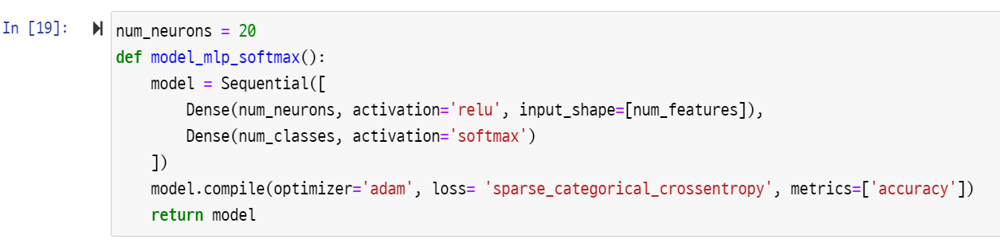 In [19]:
num_neurons = 20
def model_mlp_softmax():
    model = Sequential([
        Dense(num_neurons, activation='relu', input_shape=[num_features]),
        Dense(num_classes, activation='softmax')
    ])
    model.compile(optimizer='adam', loss= 'sparse_categorical_crossentropy', metrics=['accuracy'])
    return model